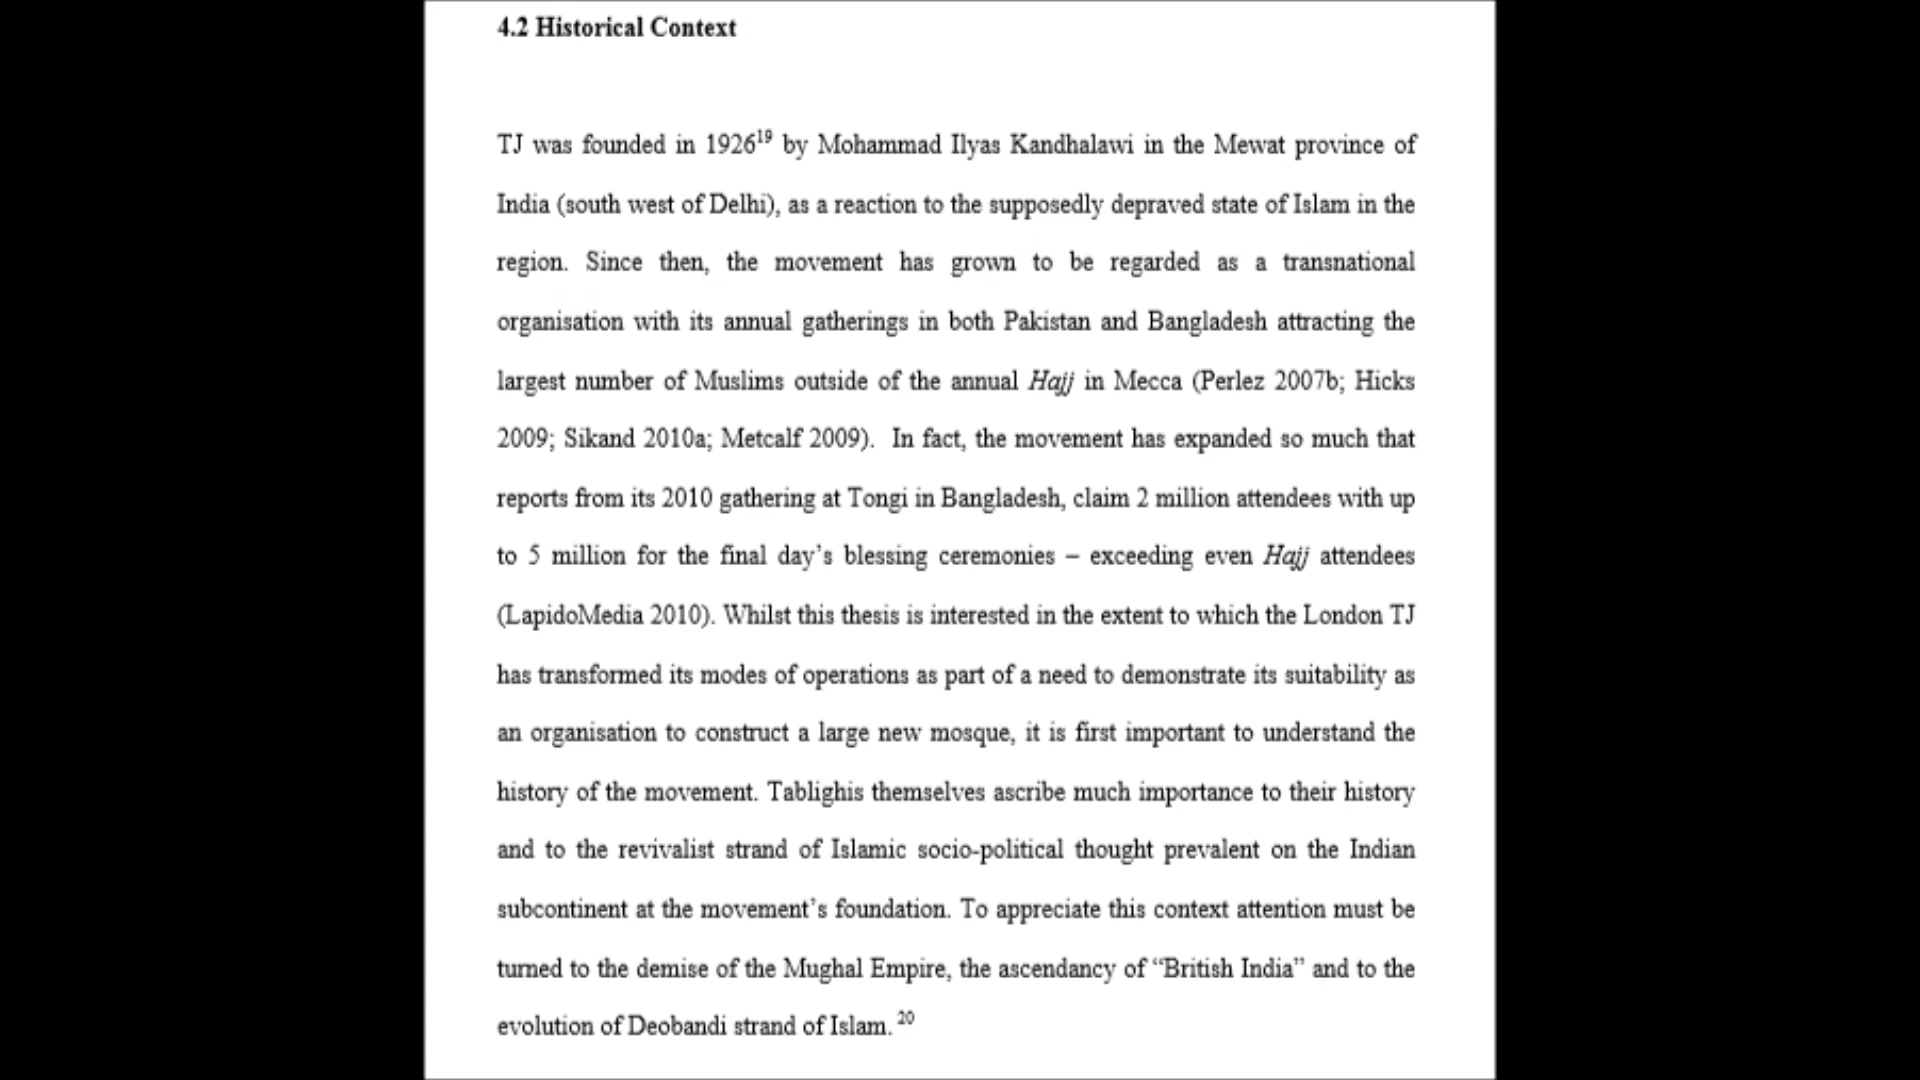 4.2 Historical Context
TJ was founded in 1926¹⁹ by Mohammad Ilyas Kandhalawi in the Mewat province of
India (south west of Delhi), as a reaction to the supposedly depraved state of Islam in the
region. Since then, the movement has grown to be regarded as a transnational
organisation with its annual gatherings in both Pakistan and Bangladesh attracting the
largest number of Muslims outside of the annual Hajj in Mecca (Perlez 2007b; Hicks
2009; Sikand 2010a; Metcalf 2009). In fact, the movement has expanded so much that
reports from its 2010 gathering at Tongi in Bangladesh, claim 2 million attendees with up
to 5 million for the final day’s blessing ceremonies – exceeding even Hajj attendees
(LapidoMedia 2010). Whilst this thesis is interested in the extent to which the London TJ
has transformed its modes of operations as part of a need to demonstrate its suitability as
an organisation to construct a large new mosque, it is first important to understand the
history of the movement. Tablighis themselves ascribe much importance to their history
and to the revivalist strand of Islamic socio-political thought prevalent on the Indian
subcontinent at the movement’s foundation. To appreciate this context attention must be
turned to the demise of the Mughal Empire, the ascendancy of “British India” and to the
evolution of Deobandi strand of Islam. ²⁰